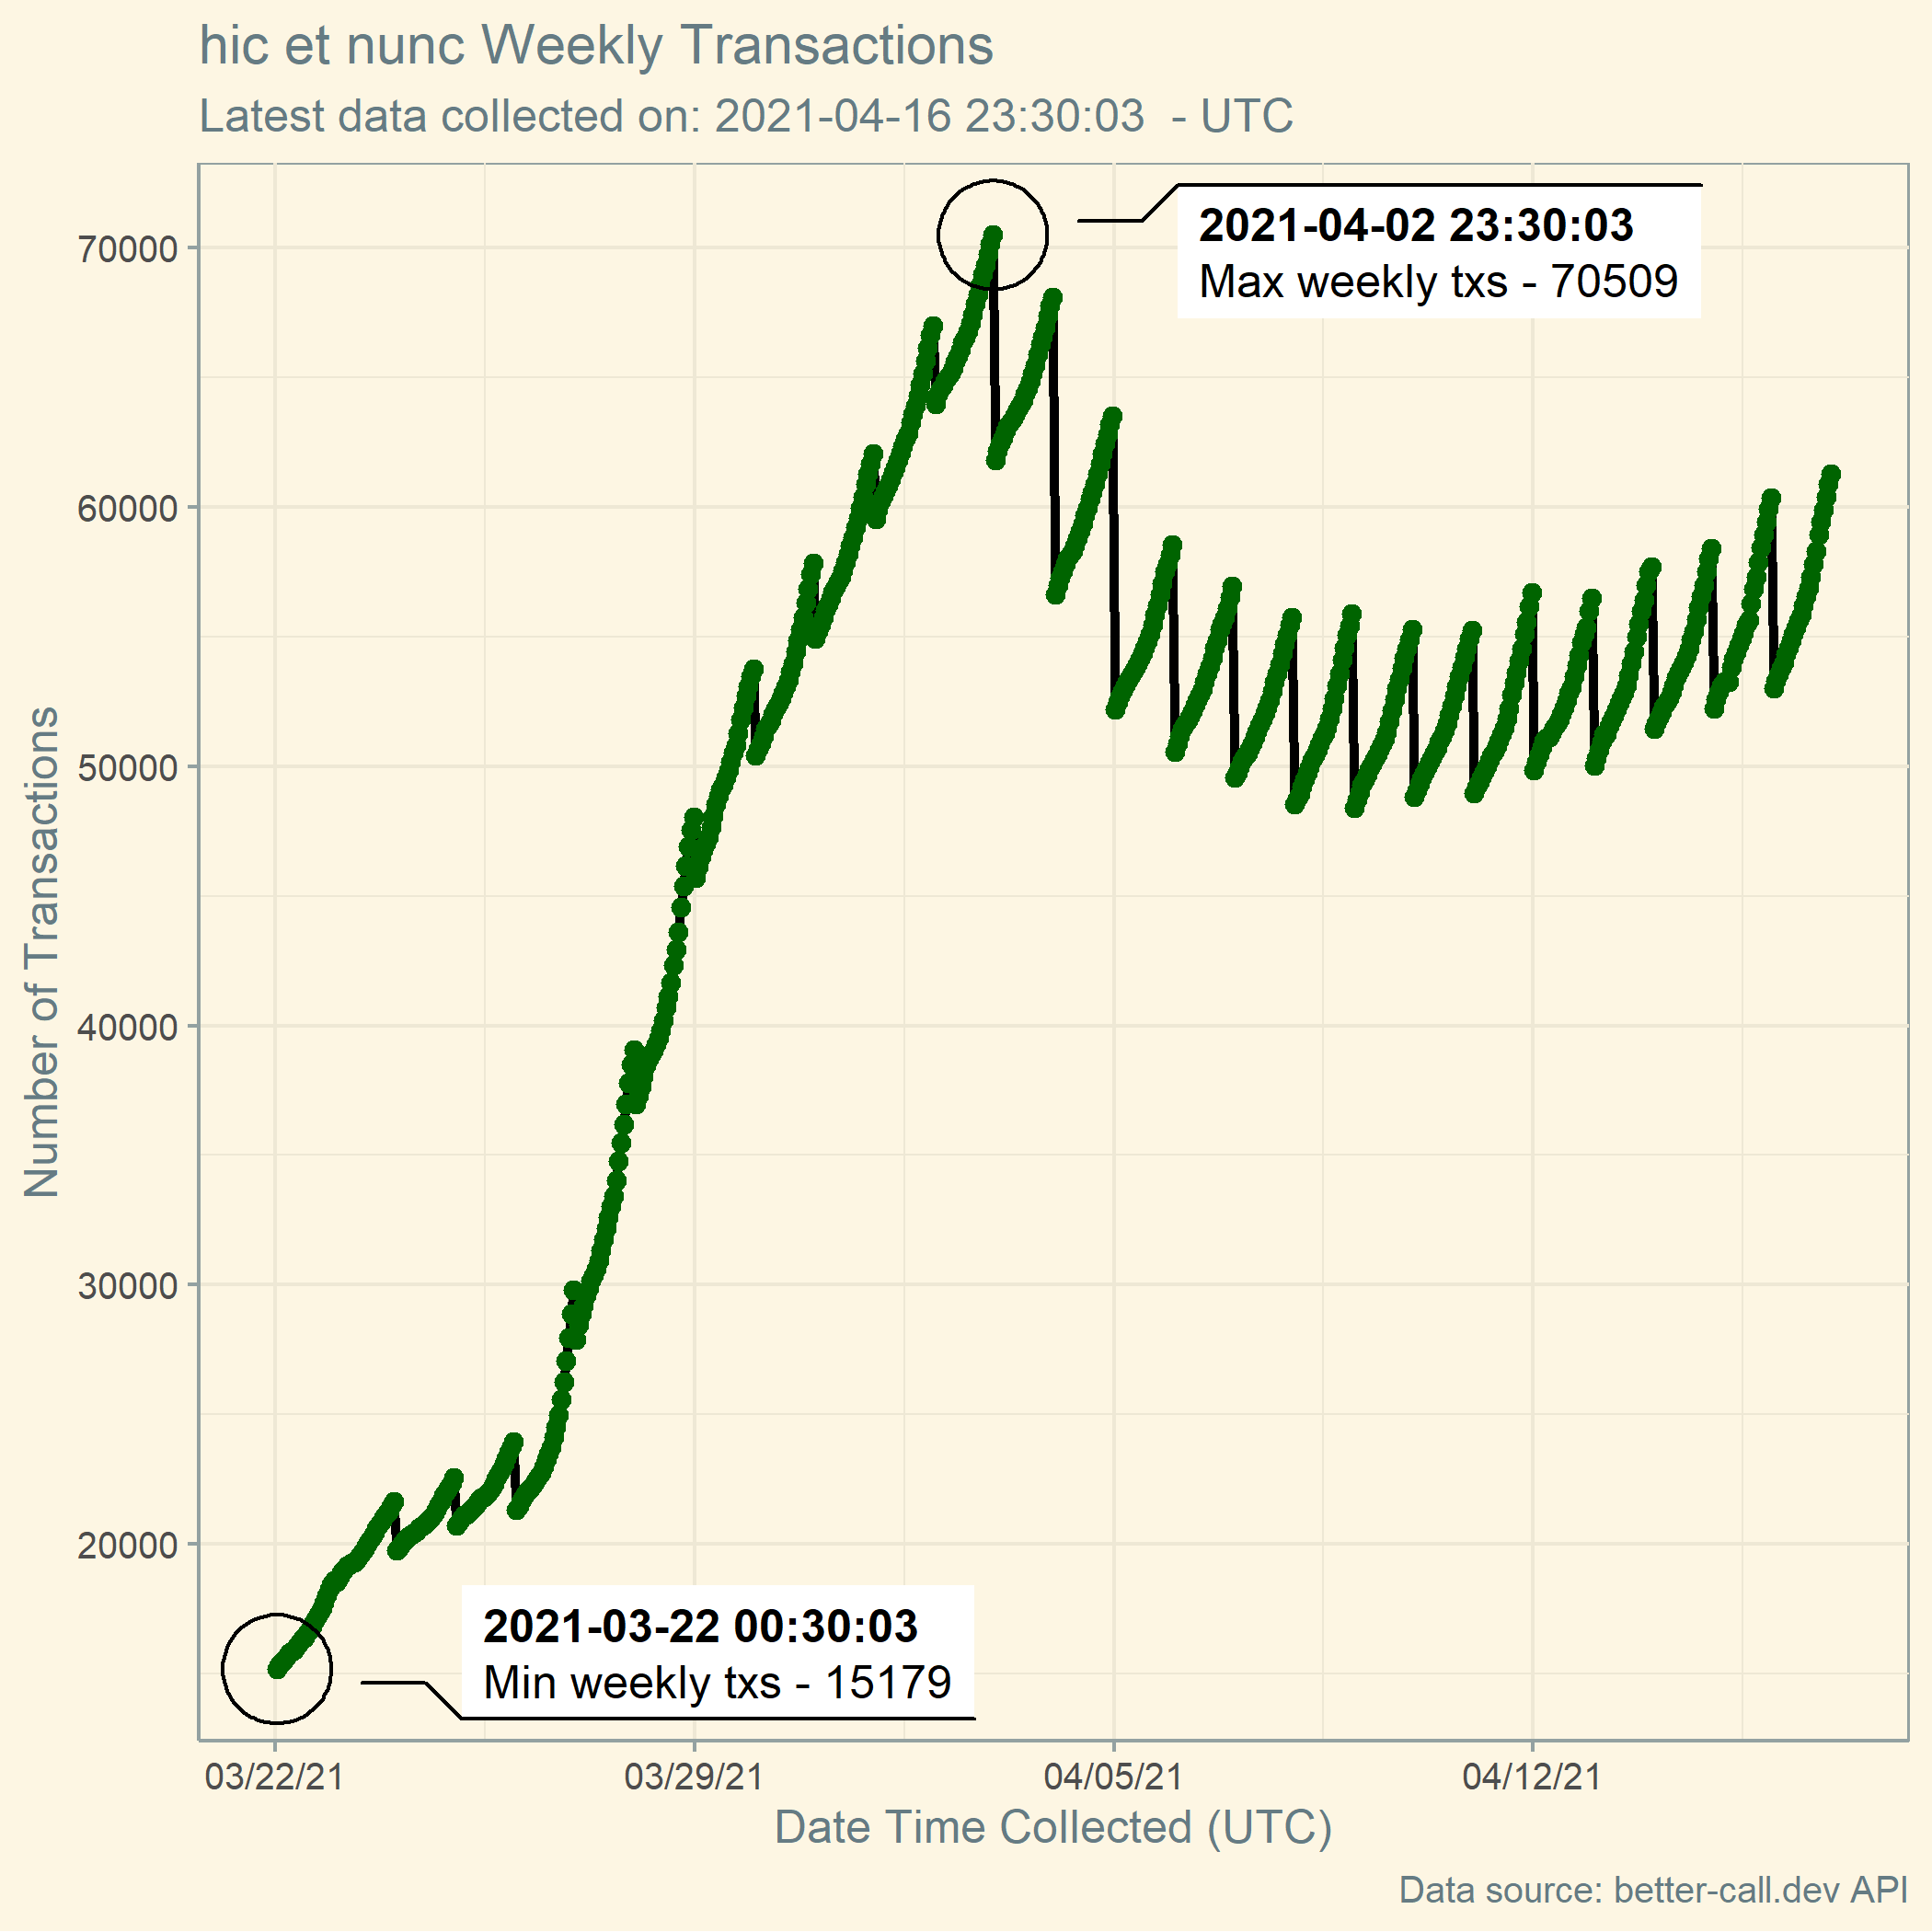 hic et nunc Weekly Transactions
Latest data collected on: 2021-04-16 23:30:03  - UTC
2021-04-02 23:30:03
Max weekly txs - 70509
70000
60000
50000
40000
30000
20000
Number of Transactions
2021-03-22 00:30:03
Min weekly txs - 15179
03/22/21
03/29/21
04/05/21
04/12/21
Date Time Collected (UTC)
Data source: better-call.dev API